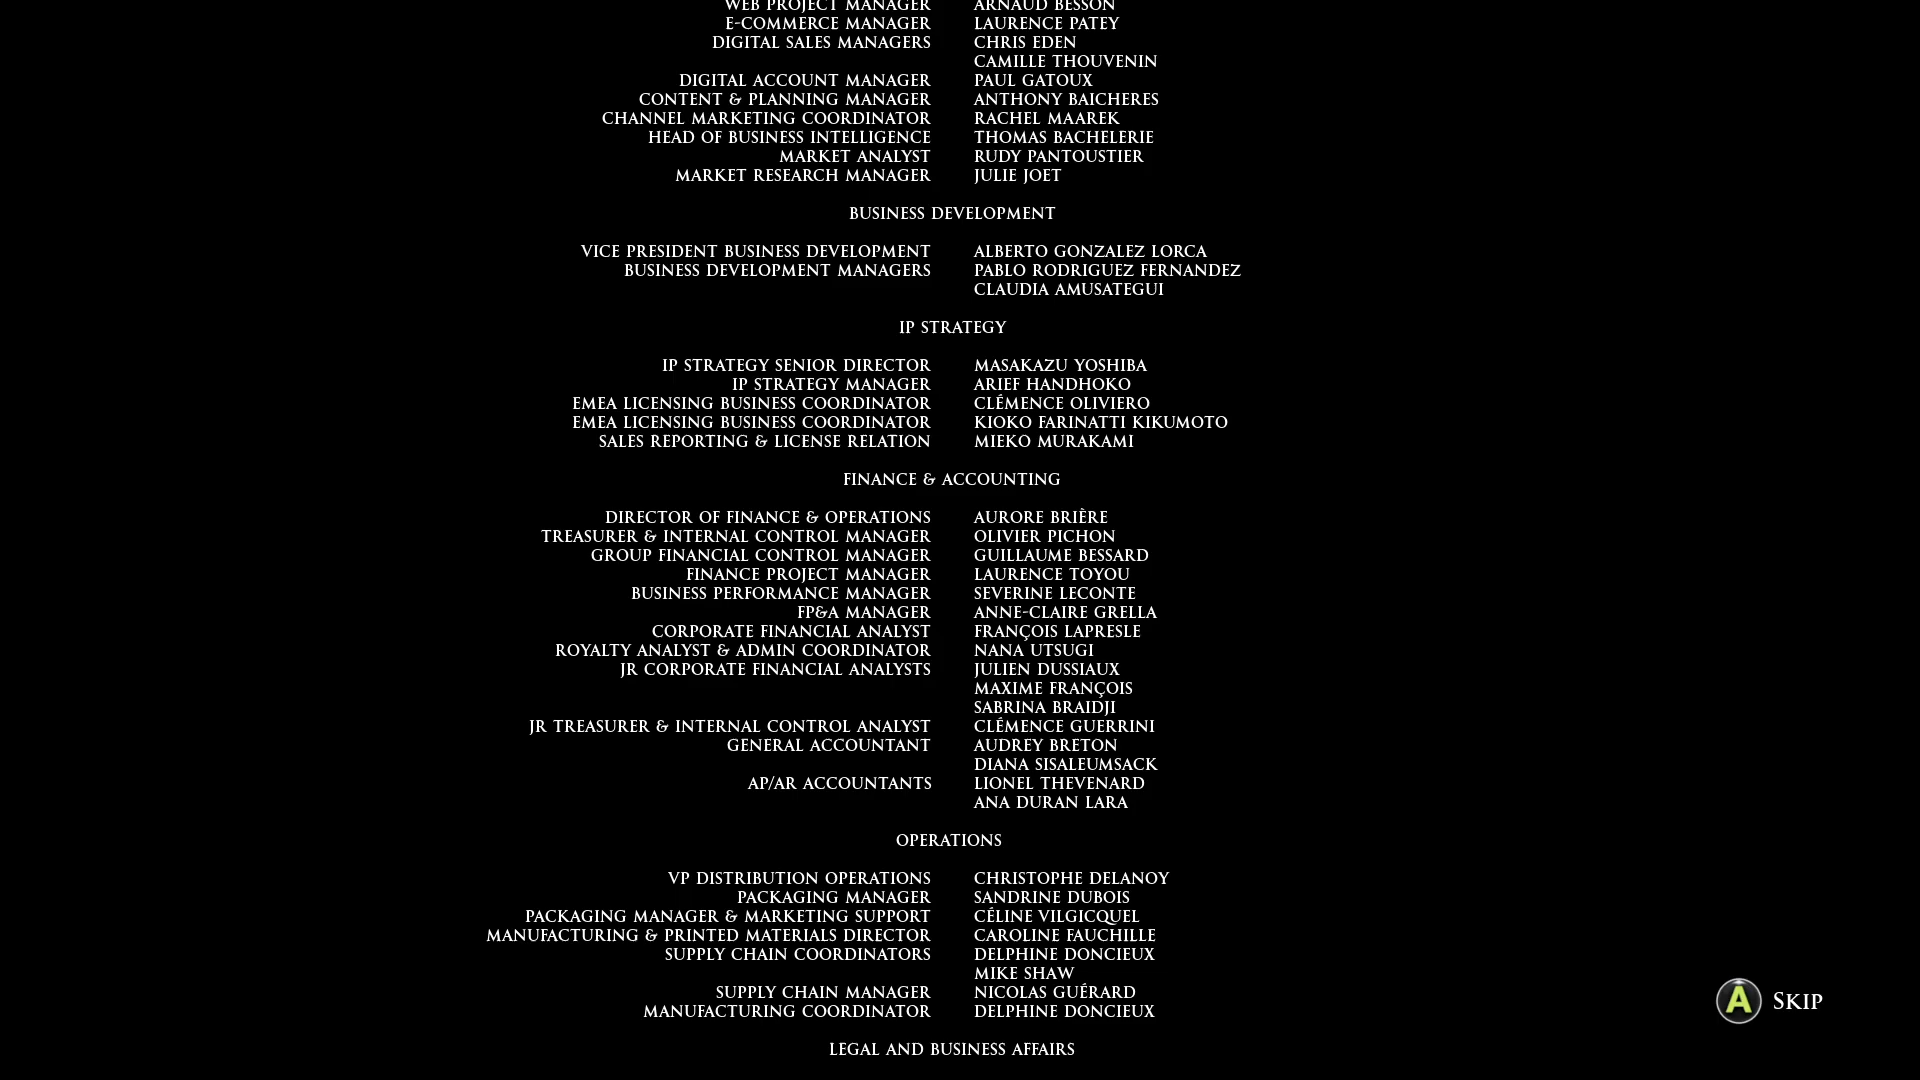 WEB PROJECT MANAGER ARNAUD BESSON
E-COMMERCE MANAGER LAURENCE PATEY
DIGITAL SALES MANAGERS CHRIS EDEN
CAMILLE THOUVENIN
DIGITAL ACCOUNT MANAGER PAUL GATOUX
CONTENT & PLANNING MANAGER ANTHONY BAICHERES
CHANNEL MARKETING COORDINATOR RACHEL MAAREK
HEAD OF BUSINESS INTELLIGENCE THOMAS BACHELERIE
MARKET ANALYST RUDY PANTOUSTIER
MARKET RESEARCH MANAGER JULIE JOET
BUSINESS DEVELOPMENT
VICE PRESIDENT BUSINESS DEVELOPMENT ALBERTO GONZALEZ LORCA
BUSINESS DEVELOPMENT MANAGERS PABLO RODRIGUEZ FERNANDEZ
CLAUDIA AMUSATEGUI
IP STRATEGY
IP STRATEGY SENIOR DIRECTOR MASAKAZU YOSHIBA
IP STRATEGY MANAGER ARIEF HANDHOKO
EMEA LICENSING BUSINESS COORDINATOR CLÉMENCE OLIVIERO
EMEA LICENSING BUSINESS COORDINATOR KIOKO FARINATTI KIKUMOTO
SALES REPORTING & LICENSE RELATION MIEKO MURAKAMI
FINANCE & ACCOUNTING
DIRECTOR OF FINANCE & OPERATIONS AURORE BRIÈRE
TREASURER & INTERNAL CONTROL MANAGER OLIVIER PICHON
GROUP FINANCIAL CONTROL MANAGER GUILLAUME BESSARD
FINANCE PROJECT MANAGER LAURENCE TOYOU
BUSINESS PERFORMANCE MANAGER SEVERINE LECONTE
FP&A MANAGER ANNE-CLAIRE GRELLA
CORPORATE FINANCIAL ANALYST FRANÇOIS LAPRESLE
ROYALTY ANALYST & ADMIN COORDINATOR NANA UTSUGI
JR CORPORATE FINANCIAL ANALYSTS JULIEN DUSSIAUX
MAXIME FRANÇOIS
SABRINA BRAIDJI
JR TREASURER & INTERNAL CONTROL ANALYST CLÉMENCE GUERRINI
GENERAL ACCOUNTANT AUDREY BRETON
DIANA SISALEUMSACK
AP/AR ACCOUNTANTS LIONEL THEVENARD
ANA DURAN LARA
OPERATIONS
VP DISTRIBUTION OPERATIONS CHRISTOPHE DELANOY
PACKAGING MANAGER SANDRINE DUBOIS
PACKAGING MANAGER & MARKETING SUPPORT CÉLINE VILGICQUEL
MANUFACTURING & PRINTED MATERIALS DIRECTOR CAROLINE FAUCHILLE
SUPPLY CHAIN COORDINATORS DELPHINE DONCIEUX
MIKE SHAW
SUPPLY CHAIN MANAGER NICOLAS GUÉRARD
MANUFACTURING COORDINATOR DELPHINE DONCIEUX
LEGAL AND BUSINESS AFFAIRS
A SKIP